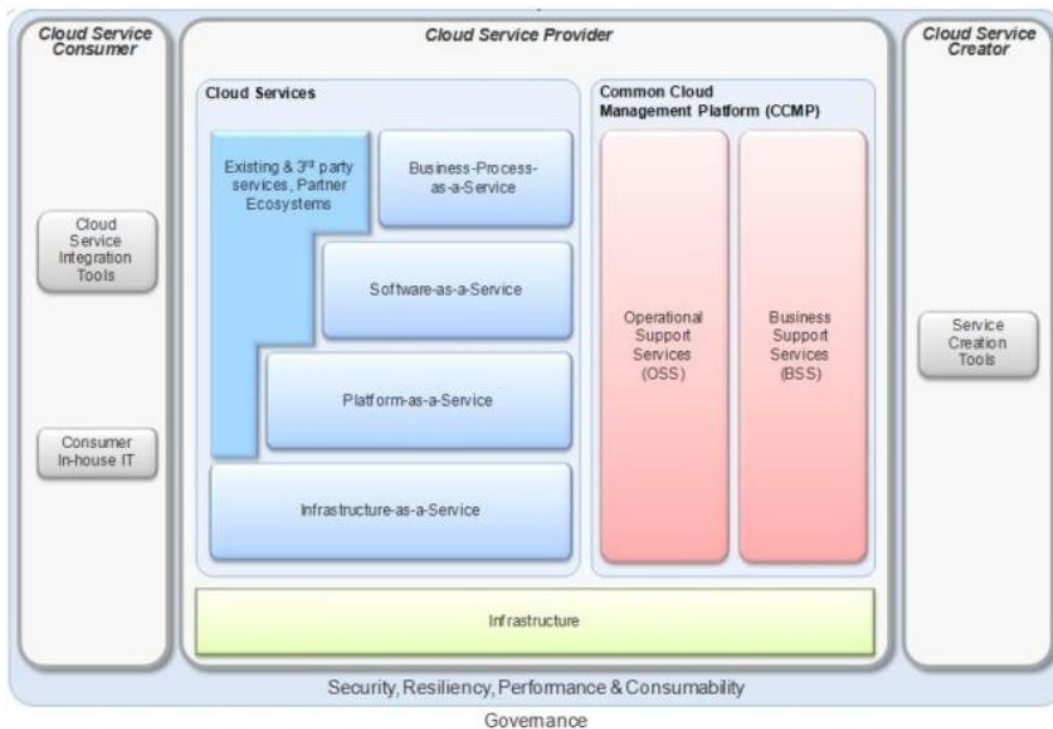 Cloud Service
Consumer
Cloud Service Provider
Cloud Service
Creator
Cloud Services
Common Cloud
Management Platform (CCMP)
Existing & 3rd party
services, Partner
Ecosystems
Business-Process-
as-a-Service
Cloud
Service
Integration
Tools
Software-as-a-Service
Operational
Support
Services
(OSS)
Business
Support
Services
(BSS)
Service
Creation
Tools
Platform-as-a-Service
Consumer
In-house IT
Infrastructure-as-a-Service
Infrastructure
Security, Resiliency, Performance & Consumability
Governance